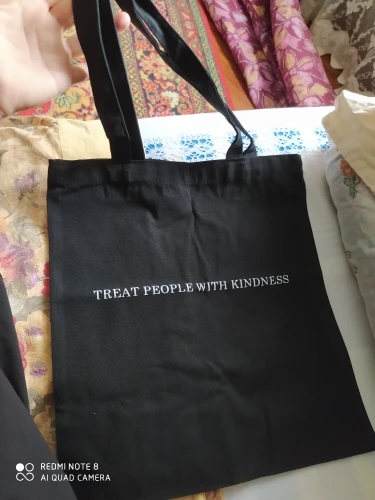 TREAT PEOPLE WITH KINDNESS
REDMI NOTE 8
AI QUAD CAMERA